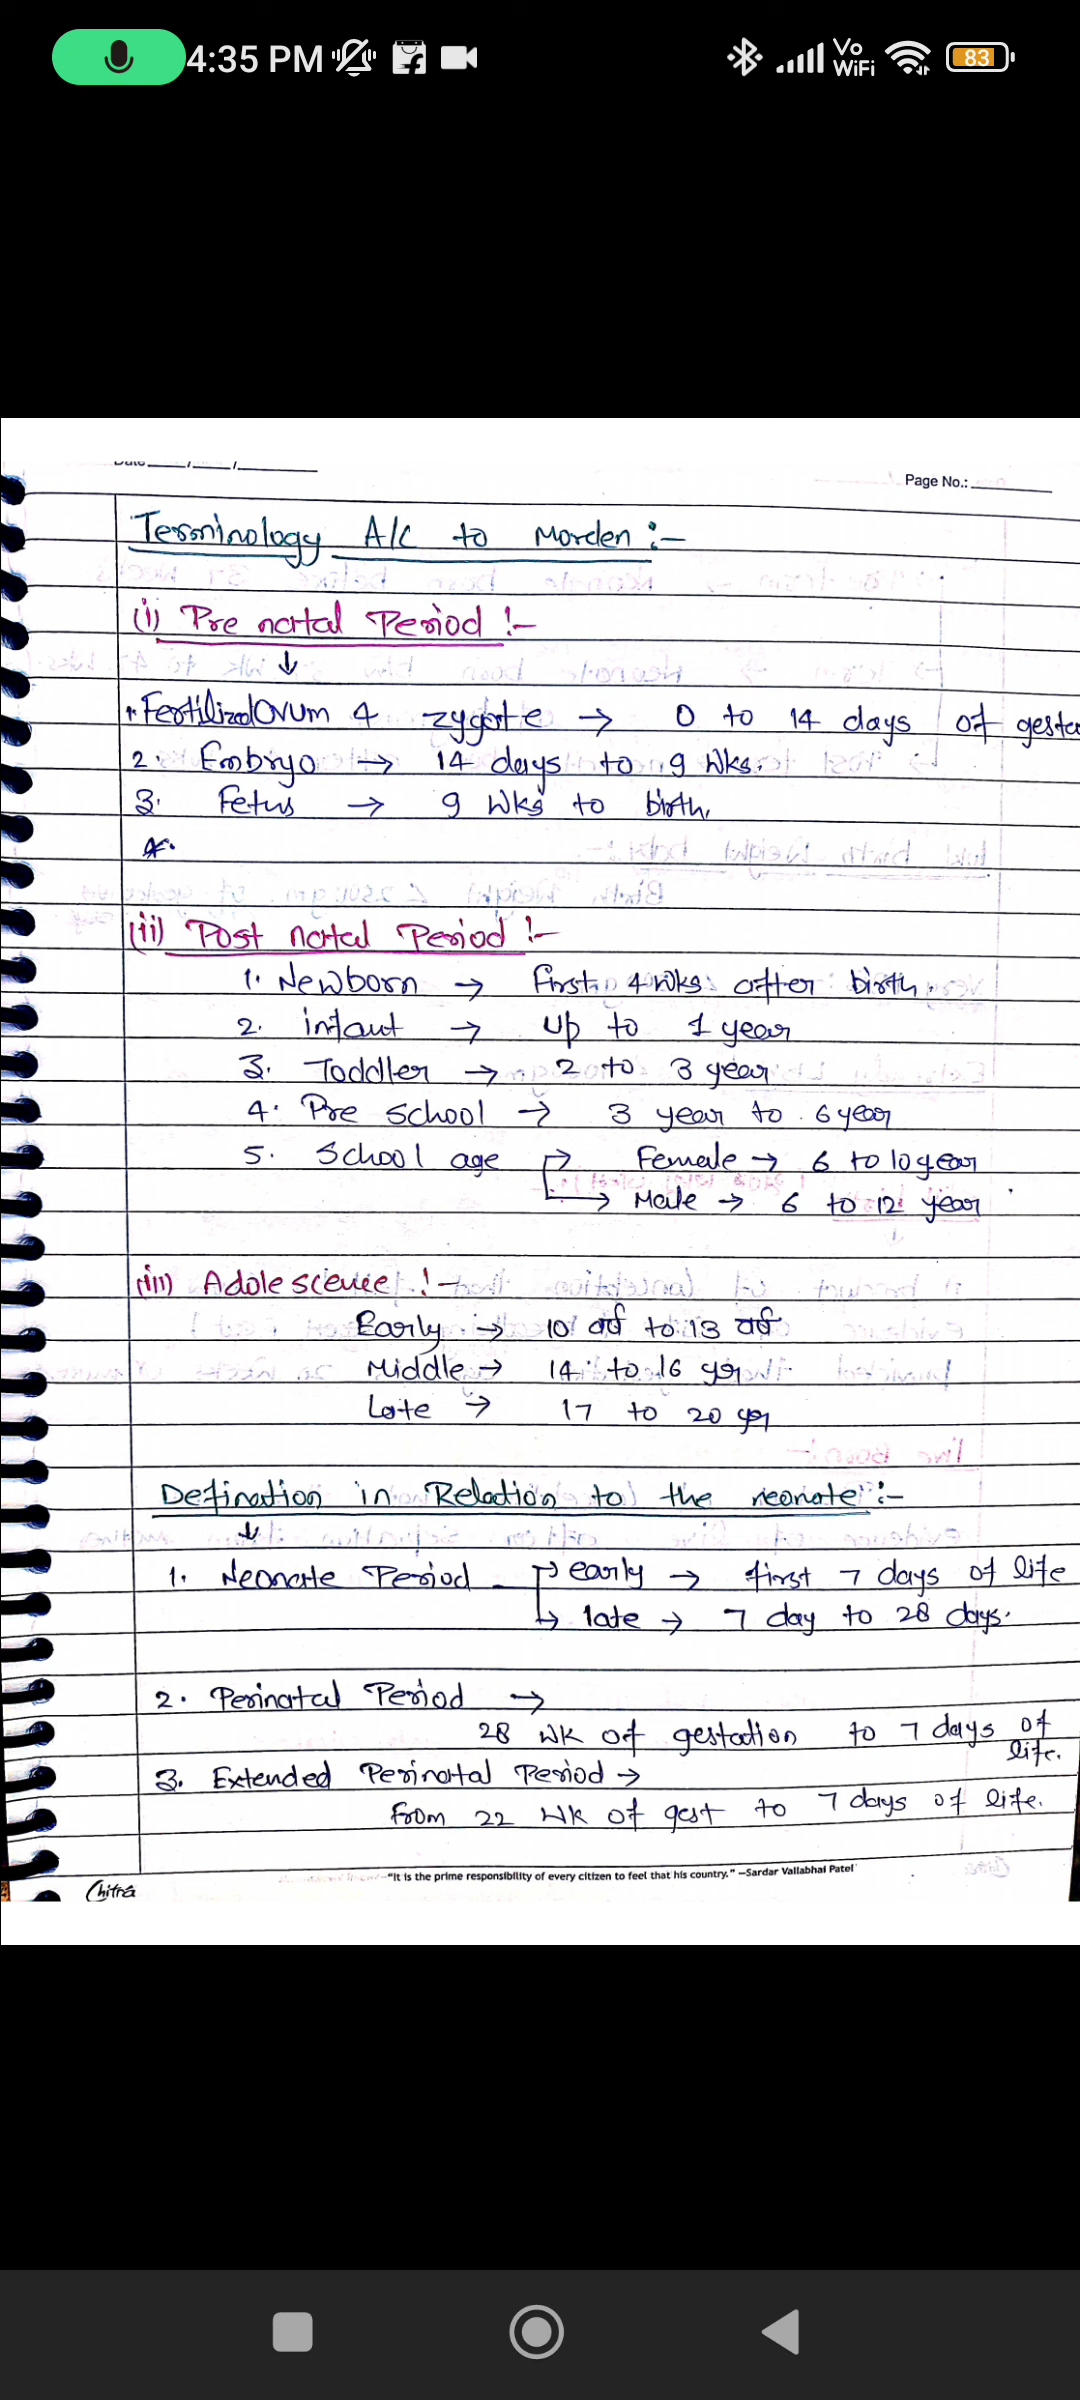 4:35 PM
Vo WiFi
83
Page No.:
Terminology A/c to Morden :-
(i) Pre natal Period :-
↓
1. Fertilized Ovum & zygote → 0 to 14 days of gesta
2. Embryo → 14 days to 9 wks.
3. Fetus → 9 wks to birth.
(ii) Post natal Period :-
1. Newborn → first 4 wks after birth.
2. infant → up to 1 year
3. Toddler → 2 to 3 year
4. Pre school → 3 year to 6 year
5. School age → Female → 6 to 10 year
→ Male → 6 to 12 year
(iii) Adolescence :-
Early → 10 वर्ष to 13 वर्ष
Middle → 14 to 16 yr
Late → 17 to 20 yr
Defination in Relation to the neonate :-
↓
1. Neonate Period → early → first 7 days of life
→ late → 7 day to 28 days.
2. Perinatal Period →
28 wk of gestation to 7 days of life.
3. Extended Perinatal Period →
from 22 wk of gest to 7 days of life.
"It is the prime responsibility of every citizen to feel that his country." –Sardar Vallabhai Patel
Chitra